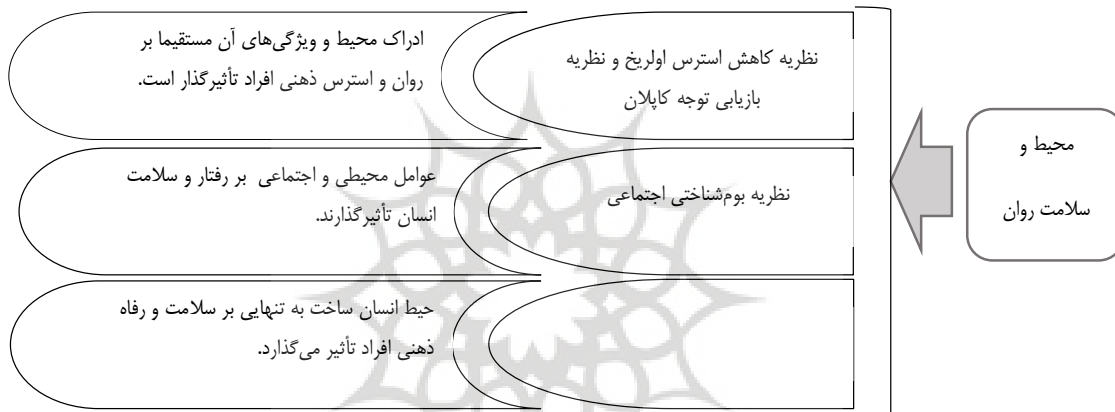 محیط و
سلامت روان
نظریه کاهش استرس اولریخ و نظریه
بازیابی توجه کاپلان
ادراک محیط و ویژگی‌های آن مستقیما بر
روان و استرس ذهنی افراد تأثیرگذار است.
نظریه بوم‌شناختی اجتماعی
عوامل محیطی و اجتماعی بر رفتار و سلامت
انسان تأثیرگذارند.
حیط انسان ساخت به تنهایی بر سلامت و رفاه
ذهنی افراد تأثیر می‌گذارد.